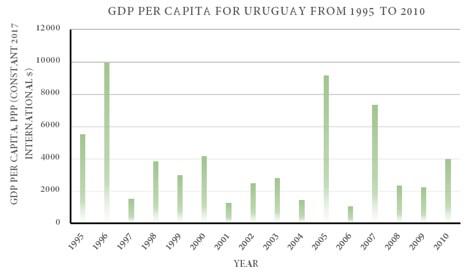 GDP PER CAPITA FOR URUGUAY FROM 1995 TO 2010
GDP PER CAPITA, PPP (CONSTANT 2017
INTERNATIONAL $)
12000
10000
8000
6000
4000
2000
0
1995 1996 1997 1998 1999 2000 2001 2002 2003 2004 2005 2006 2007 2008 2009 2010
YEAR